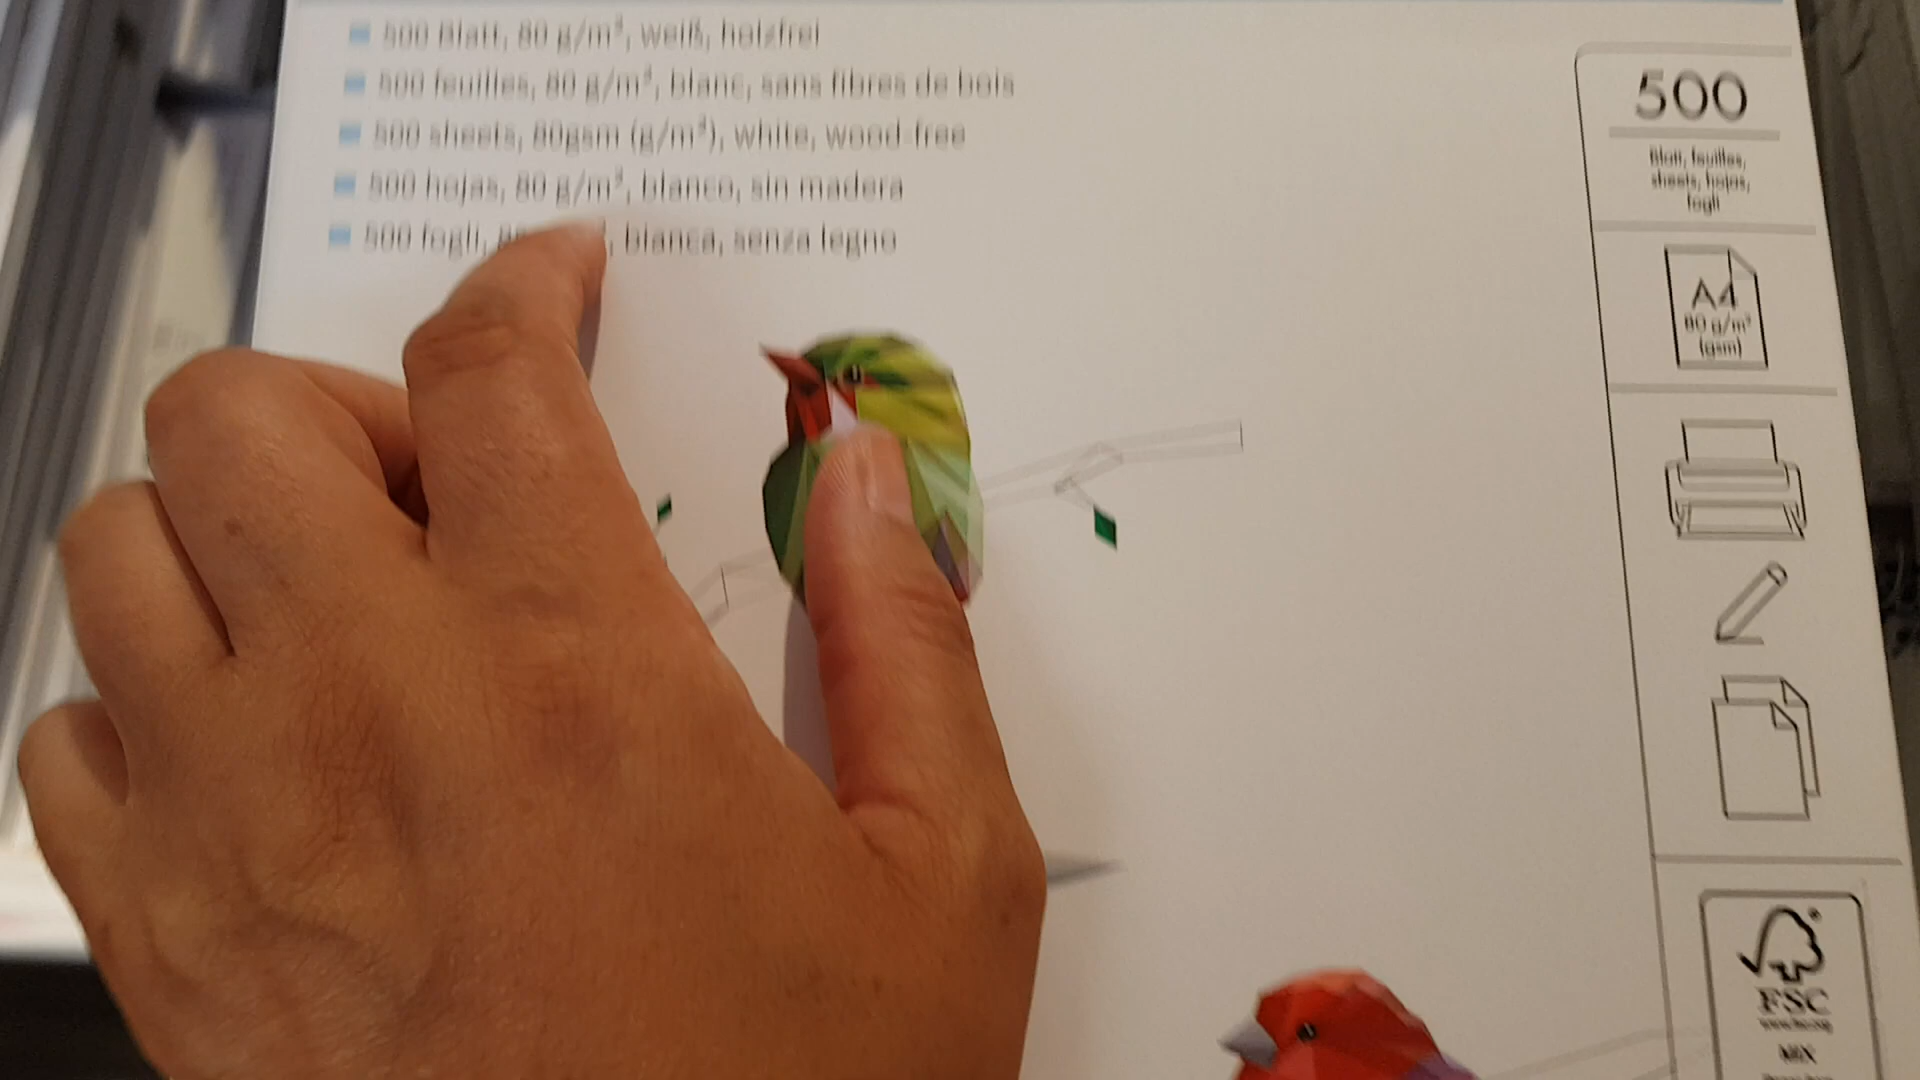 500 Blatt, 80 g/m², weiß, holzfrei
500 feuilles, 80 g/m², blanc, sans fibres de bois
500 sheets, 80gsm (g/m²), white, wood-free
500 hojas, 80 g/m², blanco, sin madera
500 fogli, bianca, senza legno
500
Blatt, feuilles,
sheets, hojas,
fogli
A4
80 g/m²
(gsm)
FSC
MIX